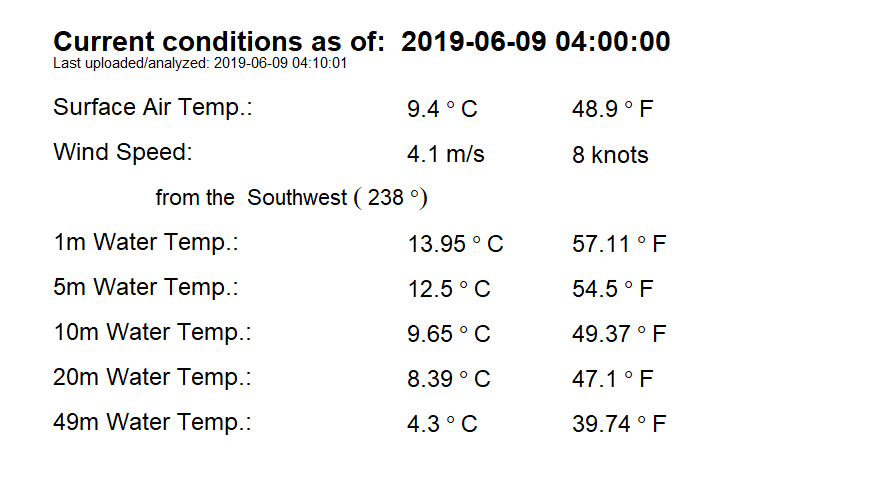 Current conditions as of:  2019-06-09 04:00:00
Last uploaded/analyzed: 2019-06-09 04:10:01
Surface Air Temp.: 9.4 ° C 48.9 ° F
Wind Speed: 4.1 m/s 8 knots
from the  Southwest ( 238 °)
1m Water Temp.: 13.95 ° C 57.11 ° F
5m Water Temp.: 12.5 ° C 54.5 ° F
10m Water Temp.: 9.65 ° C 49.37 ° F
20m Water Temp.: 8.39 ° C 47.1 ° F
49m Water Temp.: 4.3 ° C 39.74 ° F